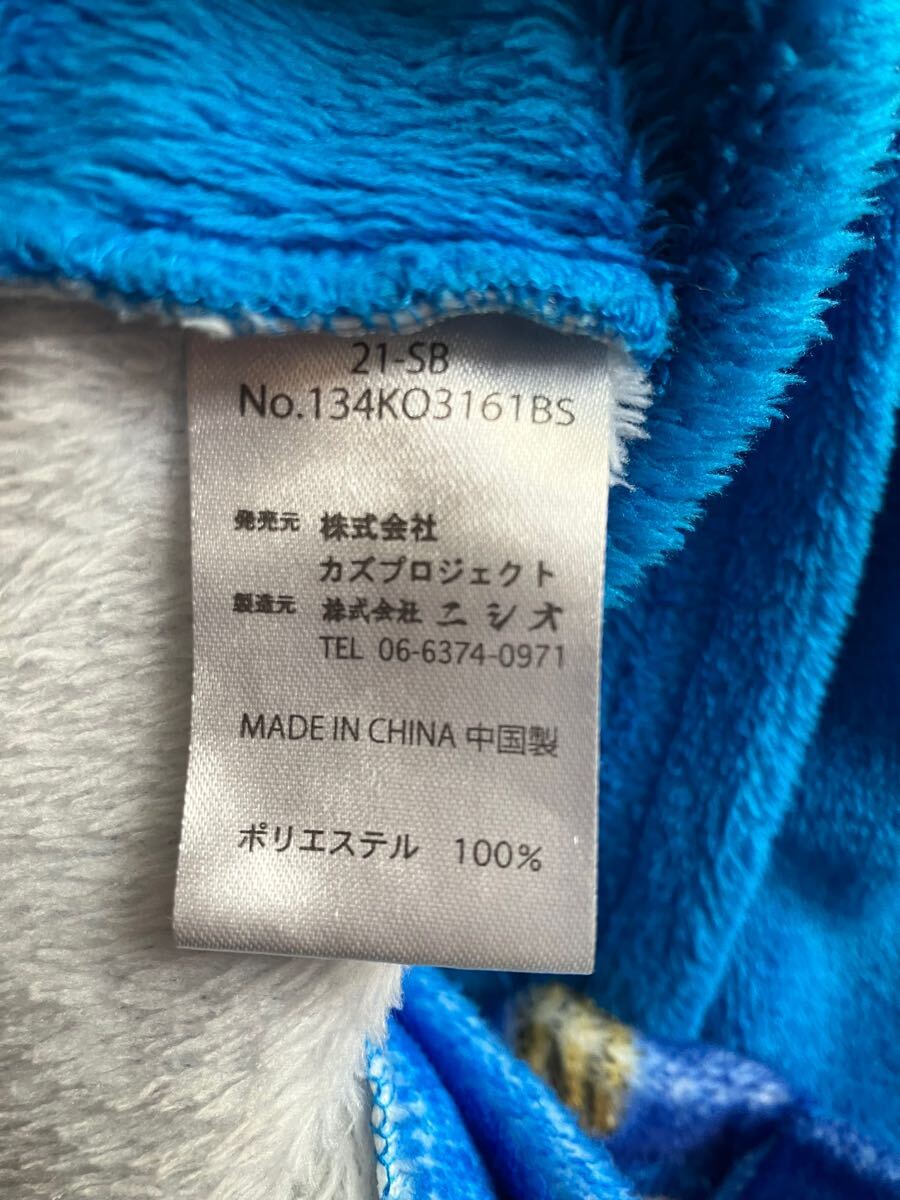 21-SB
No.134KO3161BS
発売元 株式会社
カズプロジェクト
製造元 株式会社 ニシオ
TEL 06-6374-0971
MADE IN CHINA 中国製
ポリエステル 100%